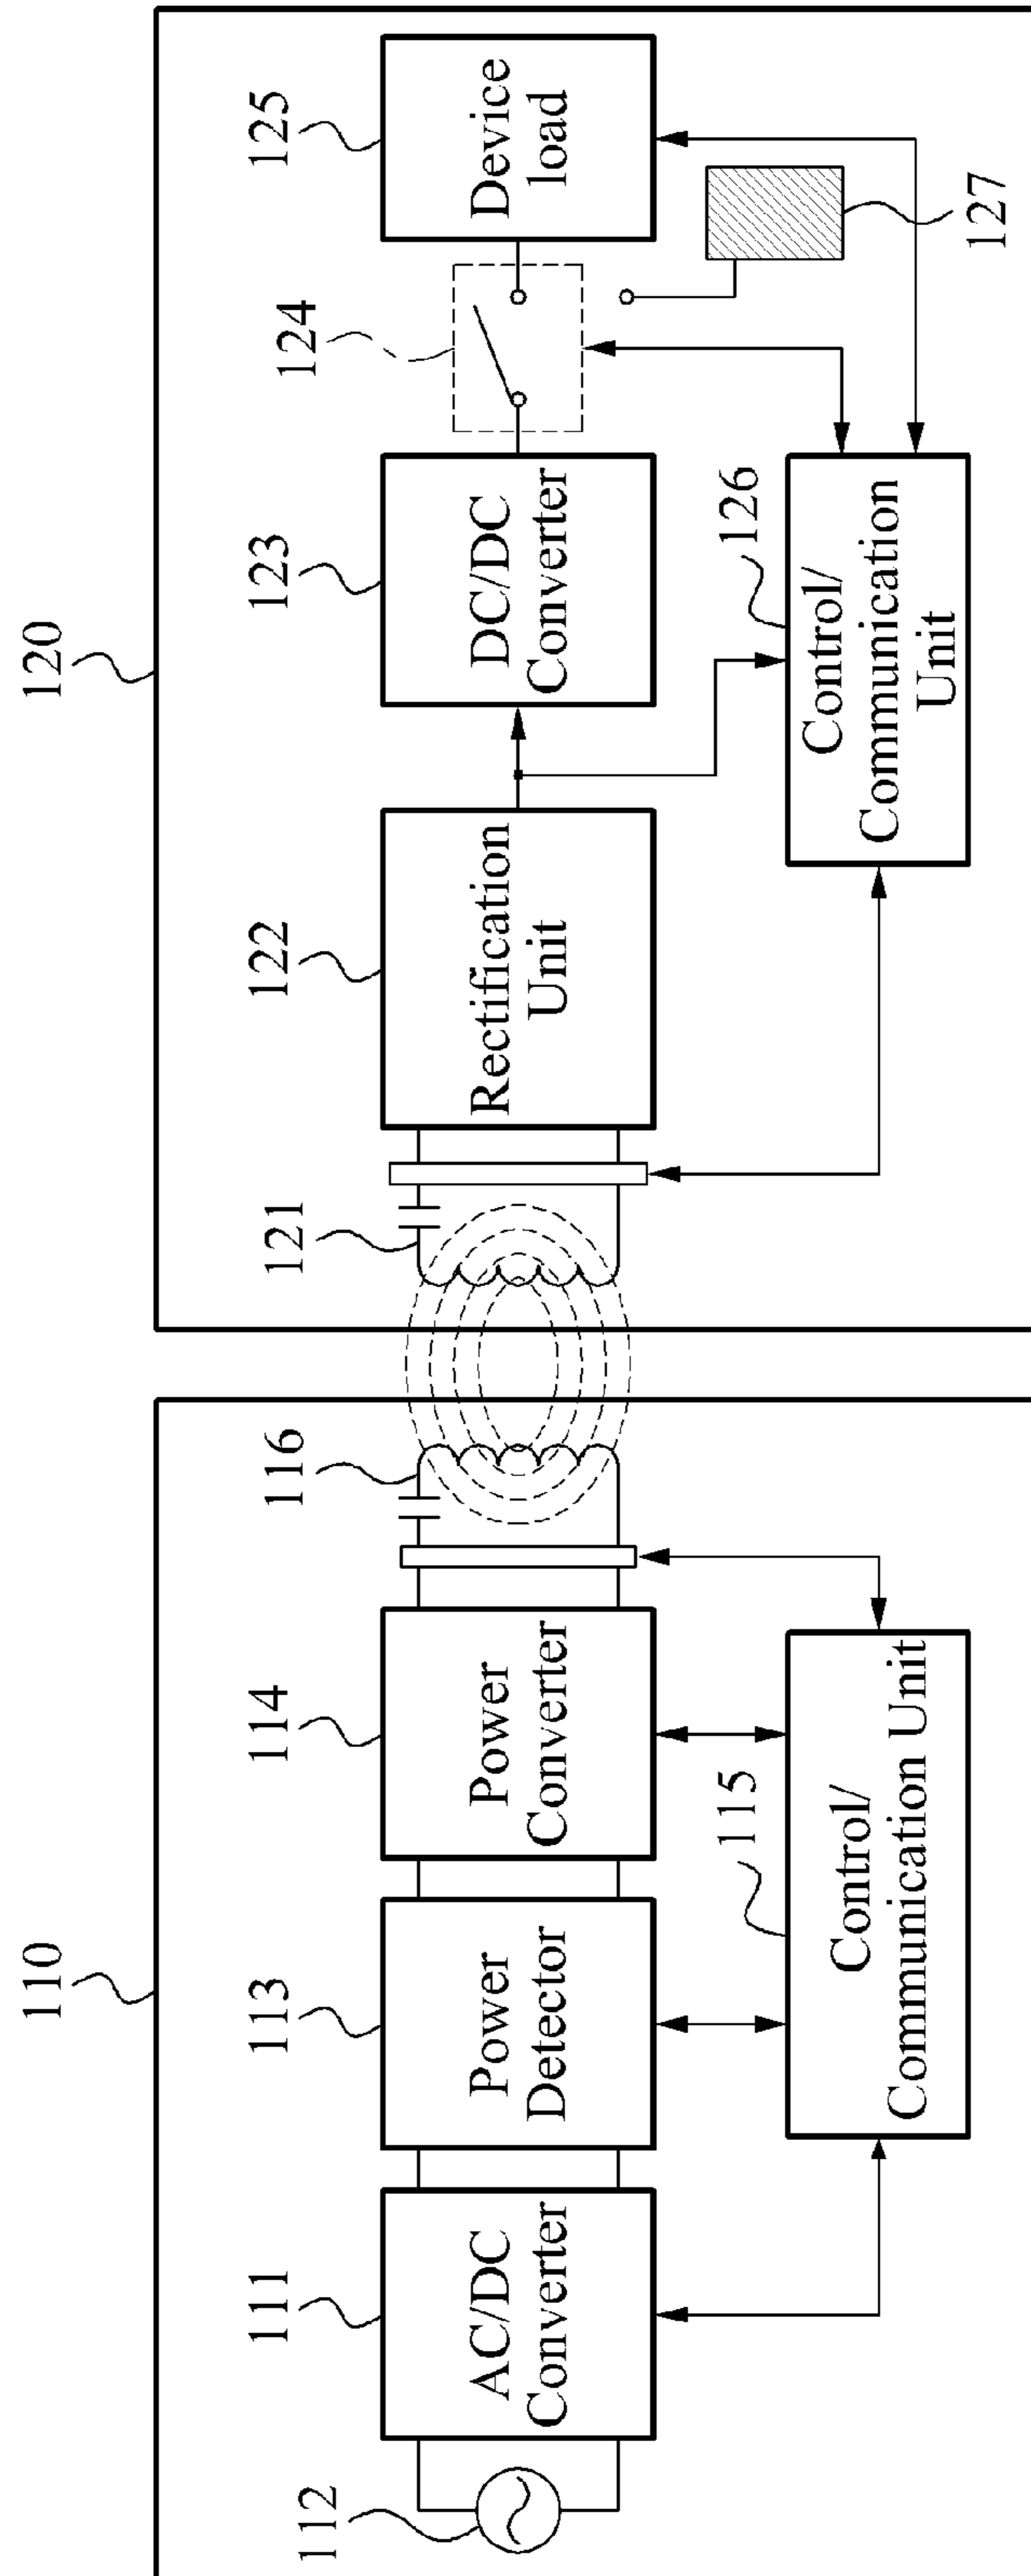 110
120
111
113
114
116
121
122
123
124
125
112
AC/DC
Converter
Power
Detector
Power
Converter
Rectification
Unit
DC/DC
Converter
Device
load
115
Control/
Communication Unit
126
Control/
Communication
Unit
127